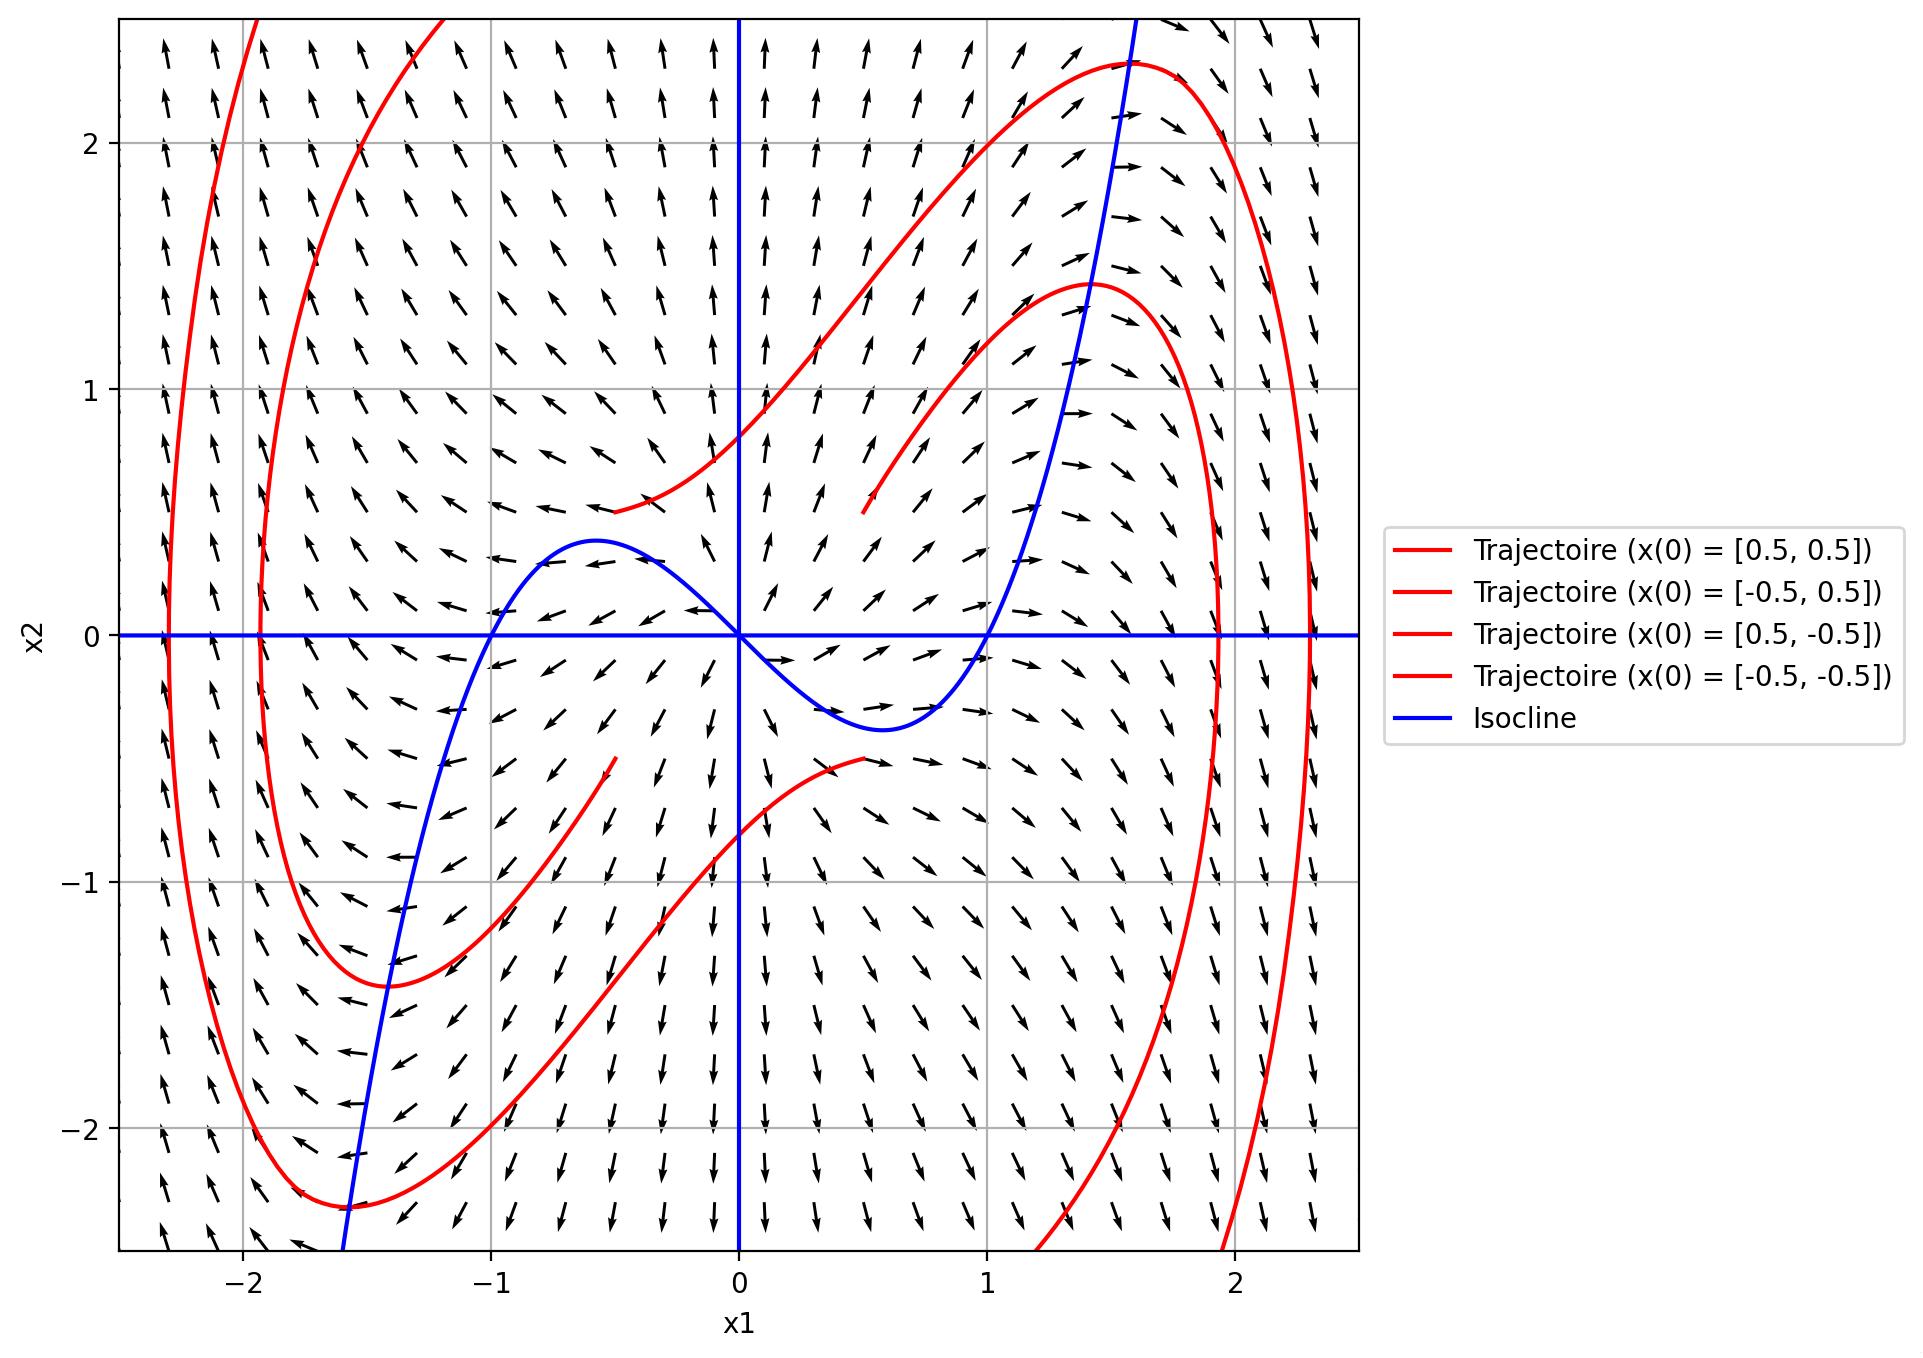 2
1
0
−1
−2
x2
−2
−1
0
1
2
x1
Trajectoire (x(0) = [0.5, 0.5])
Trajectoire (x(0) = [-0.5, 0.5])
Trajectoire (x(0) = [0.5, -0.5])
Trajectoire (x(0) = [-0.5, -0.5])
Isocline